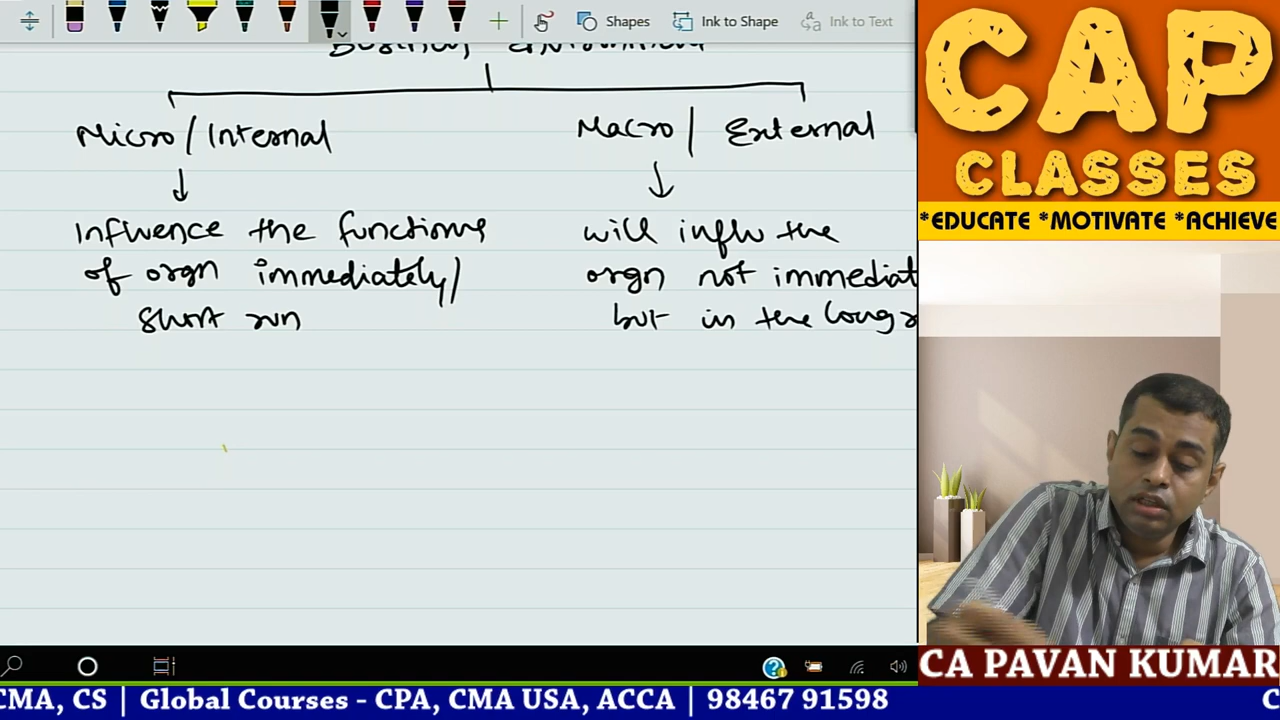 Shapes
Ink to Shape
Ink to Text
Micro / Internal
Macro / External
Influence the functions
of orgn immediately /
short run
will influ the
orgn not immediat
but in the long r
CAP
CLASSES
*EDUCATE *MOTIVATE *ACHIEVE
CA PAVAN KUMAR
CMA, CS | Global Courses - CPA, CMA USA, ACCA | 98467 91598
C